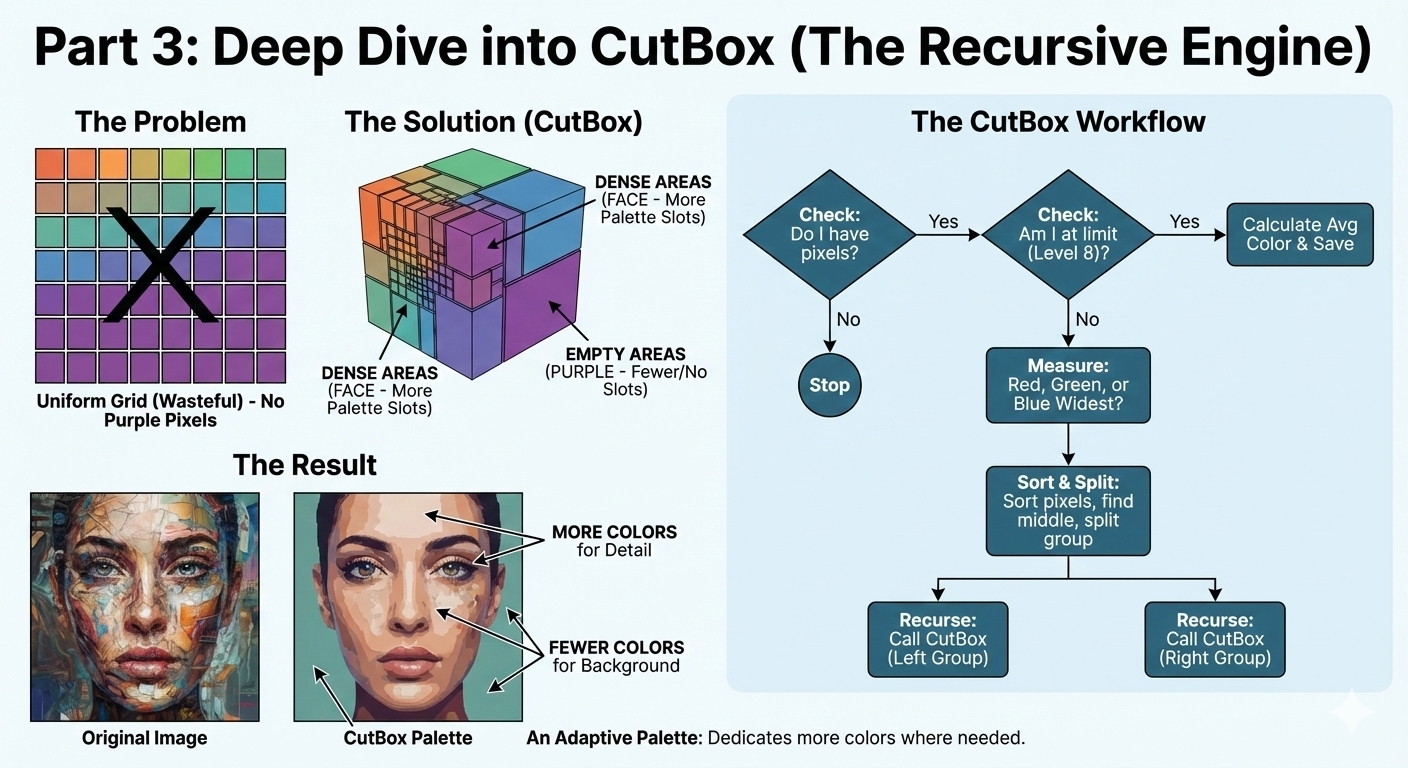 Part 3: Deep Dive into CutBox (The Recursive Engine)
The Problem
Uniform Grid (Wasteful) - No
Purple Pixels
The Solution (CutBox)
DENSE AREAS
(FACE - More
Palette Slots)
DENSE AREAS
(FACE - More
Palette Slots)
EMPTY AREAS
(PURPLE - Fewer/No
Slots)
The Result
Original Image
CutBox Palette
MORE COLORS
for Detail
FEWER COLORS
for Background
An Adaptive Palette: Dedicates more colors where needed.
The CutBox Workflow
Check:
Do I have
pixels?
Yes
Check:
Am I at limit
(Level 8)?
Yes
Calculate Avg
Color & Save
No
Stop
No
Measure:
Red, Green, or
Blue Widest?
Sort & Split:
Sort pixels, find
middle, split
group
Recurse:
Call CutBox
(Left Group)
Recurse:
Call CutBox
(Right Group)